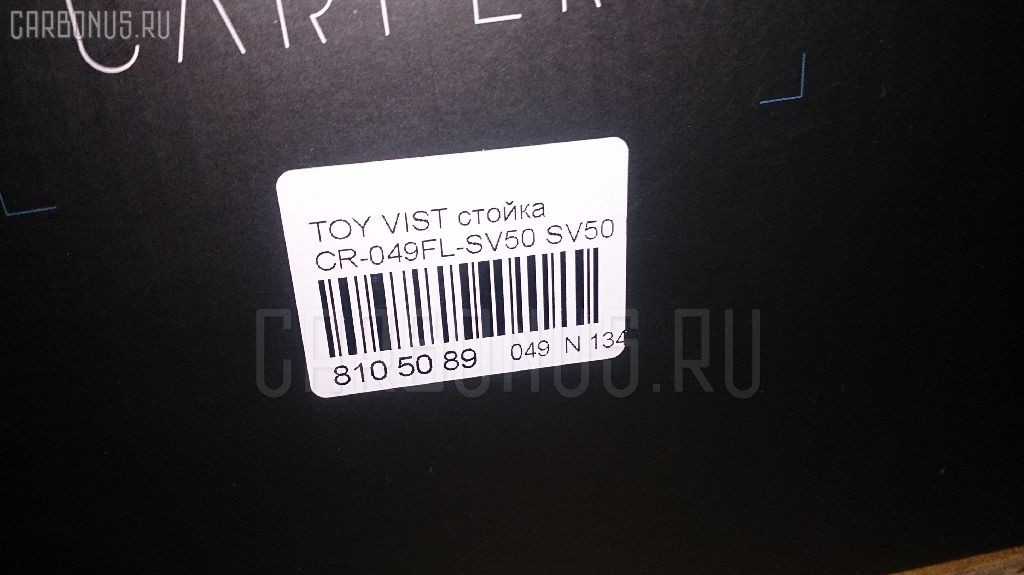 CARBONUS.RU
TOY VIST стойка
CR-049FL-SV50 SV50
810 50 89 049 N 134
CARBONUS.RU